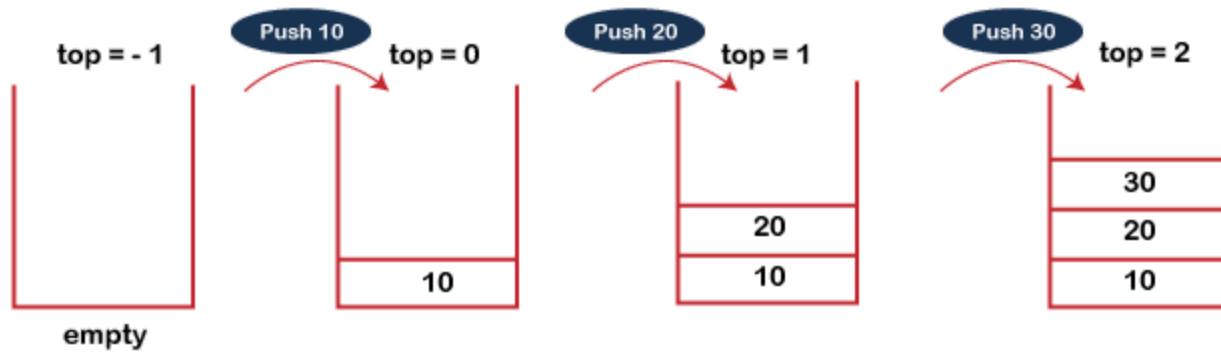 top = - 1
empty
Push 10
top = 0
10
Push 20
top = 1
20
10
Push 30
top = 2
30
20
10